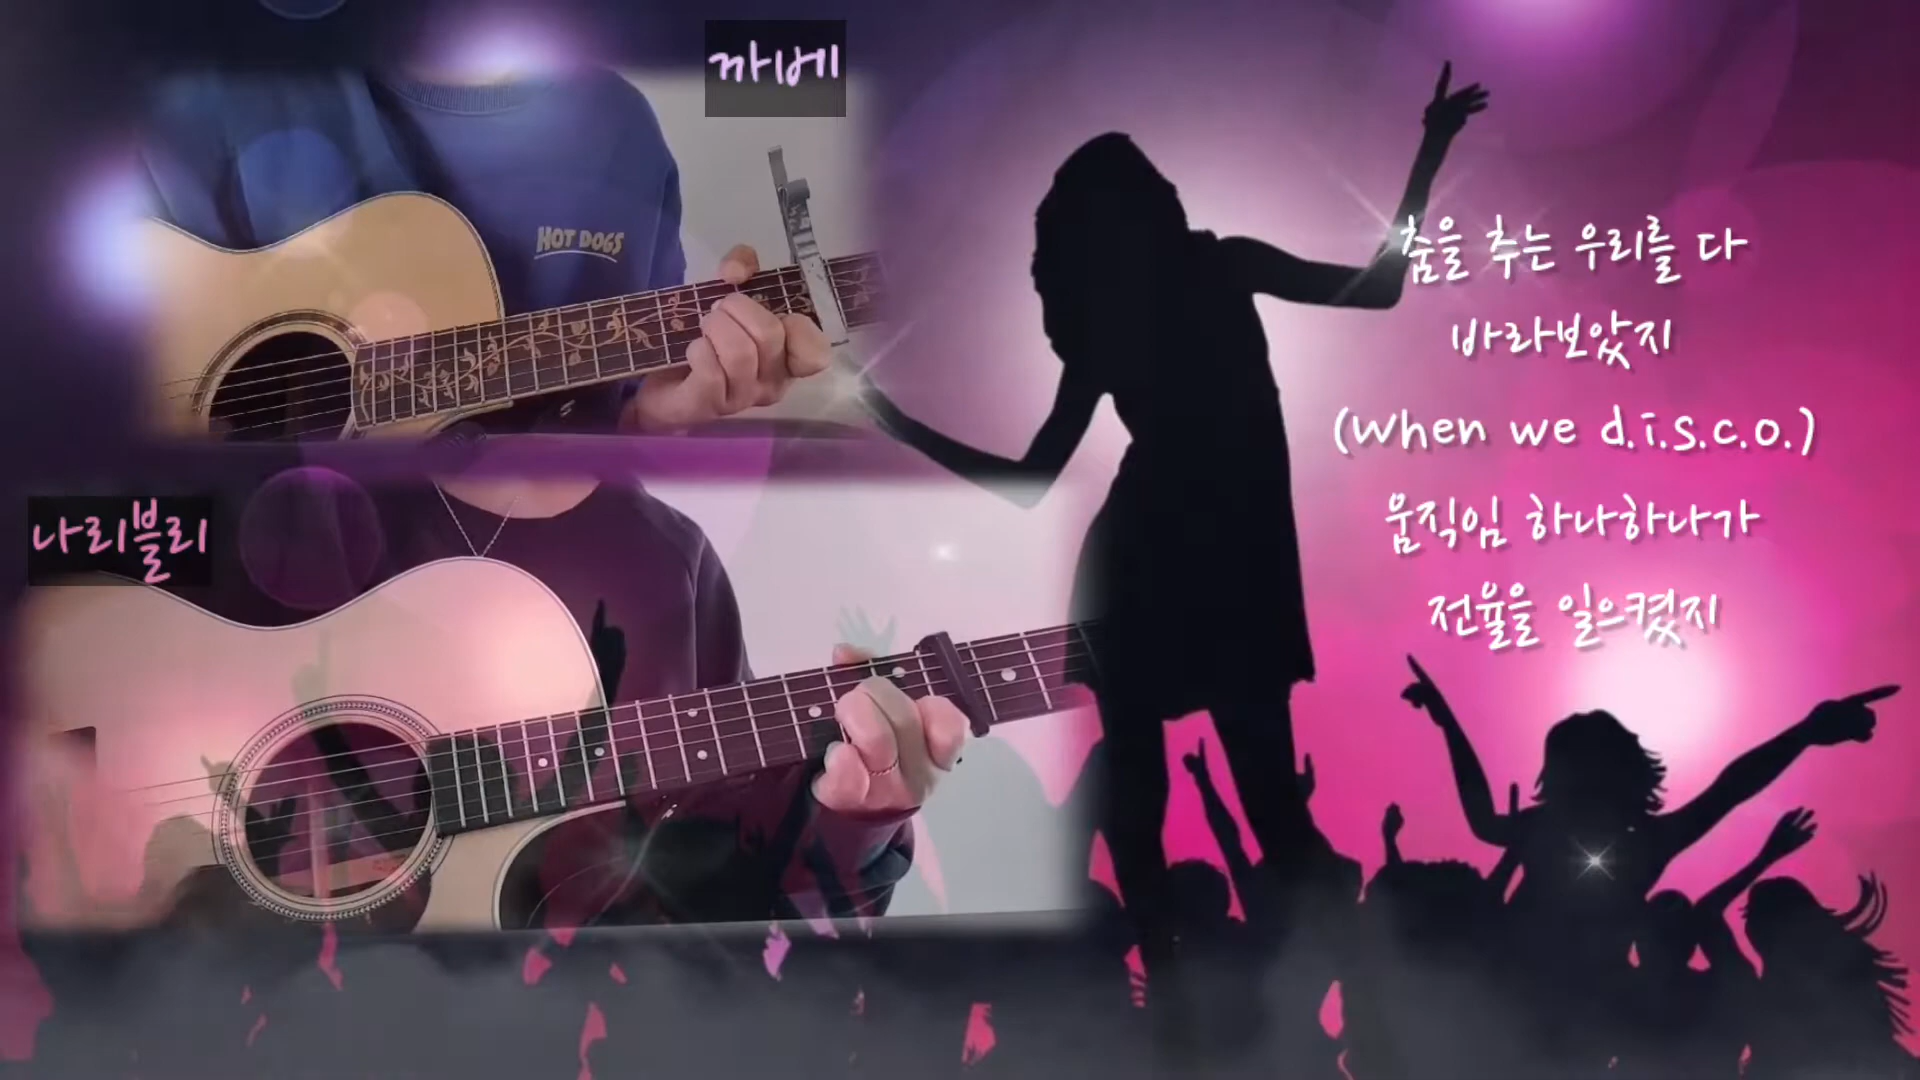 까베
HOT DOGS
나리블리
춤을 추는 우리를 다
바라보았지
(When we d.i.s.c.o.)
움직임 하나하나가
전율을 일으켰지